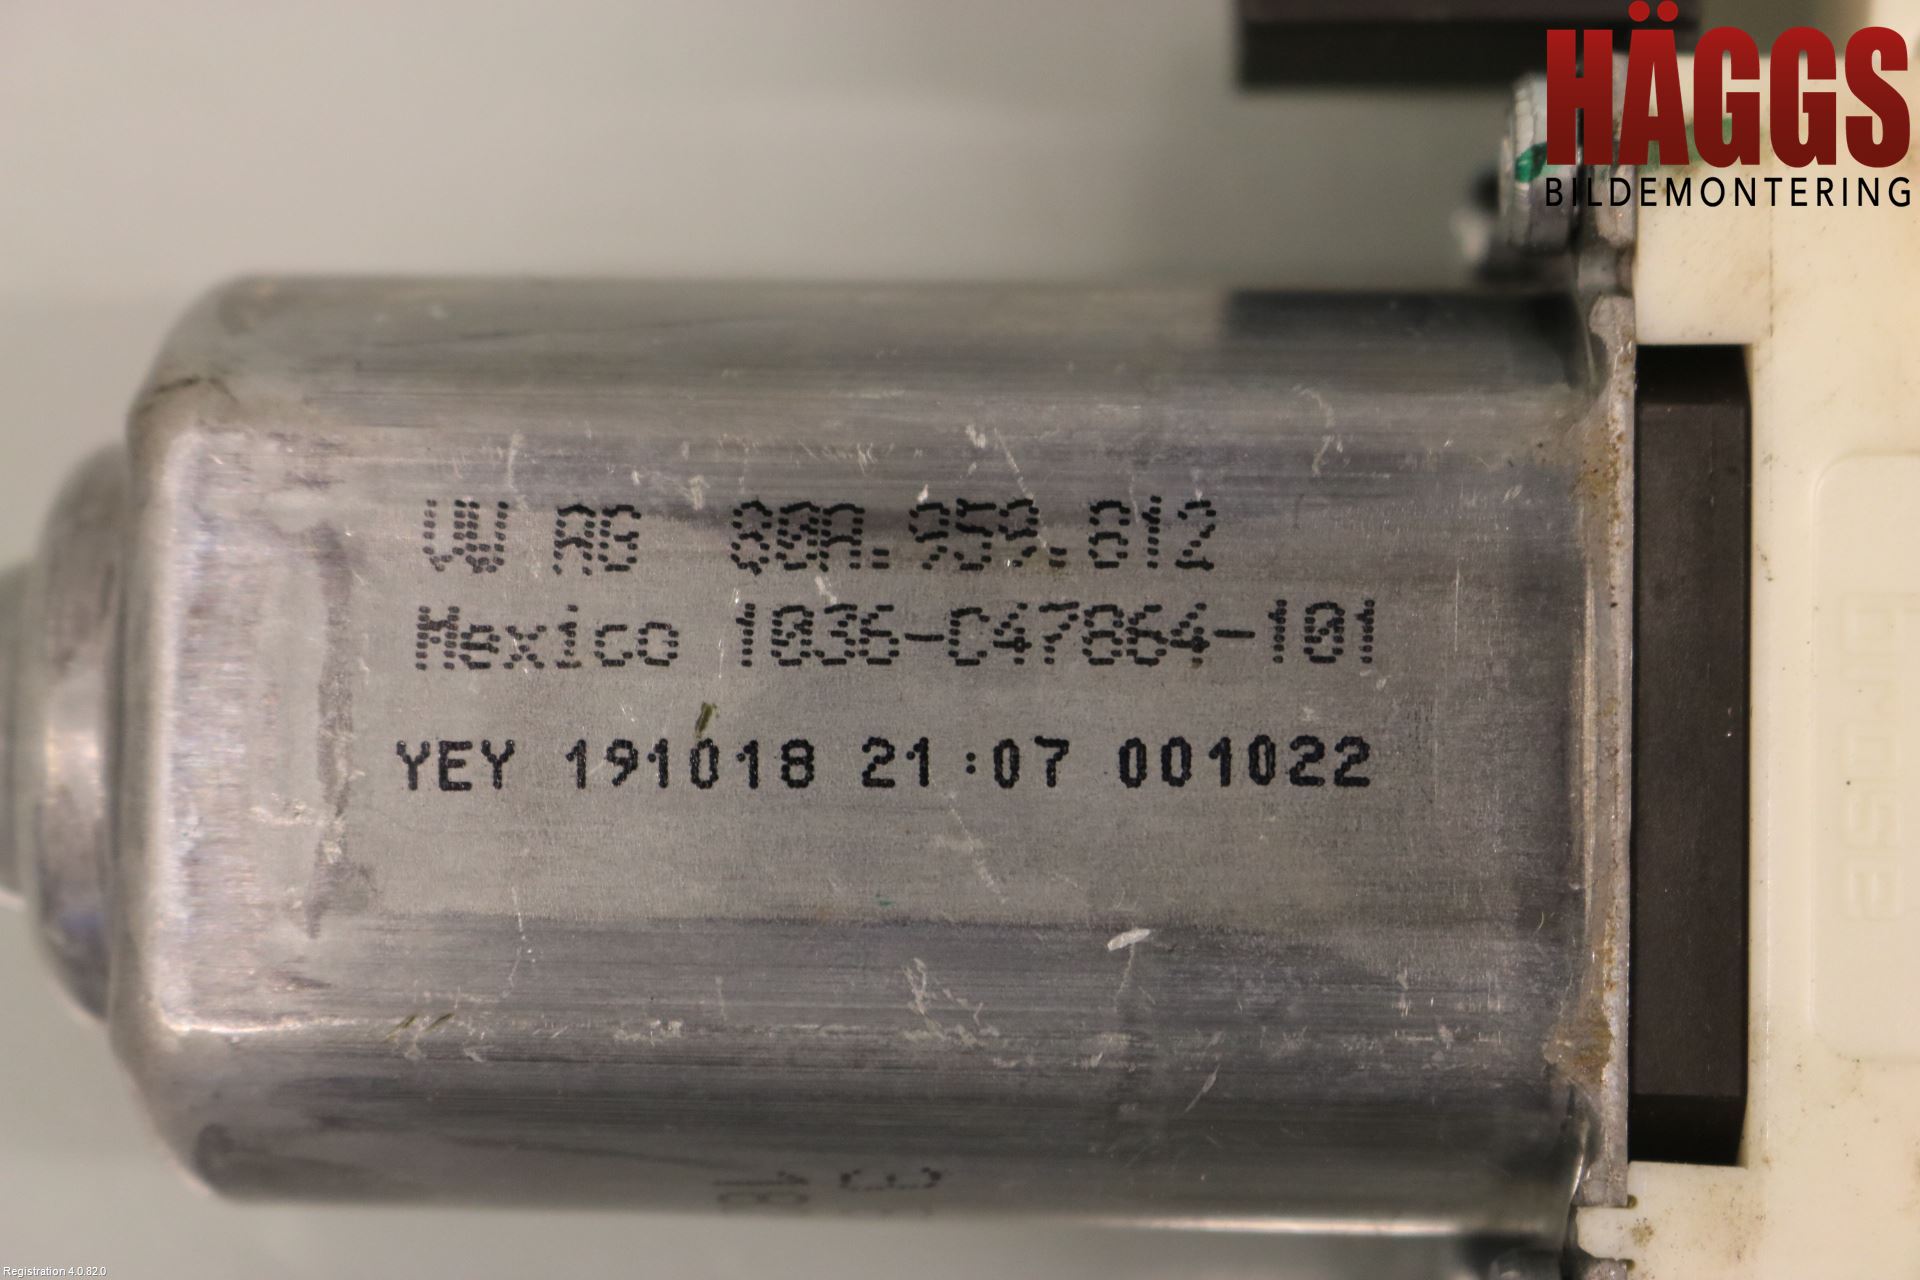 HÄGGS
BILDEMONTERING
VW AG 80A.959.812
Mexico 1036-C47864-101
YEY 191018 21:07 001022
Registration 4.0.82.0